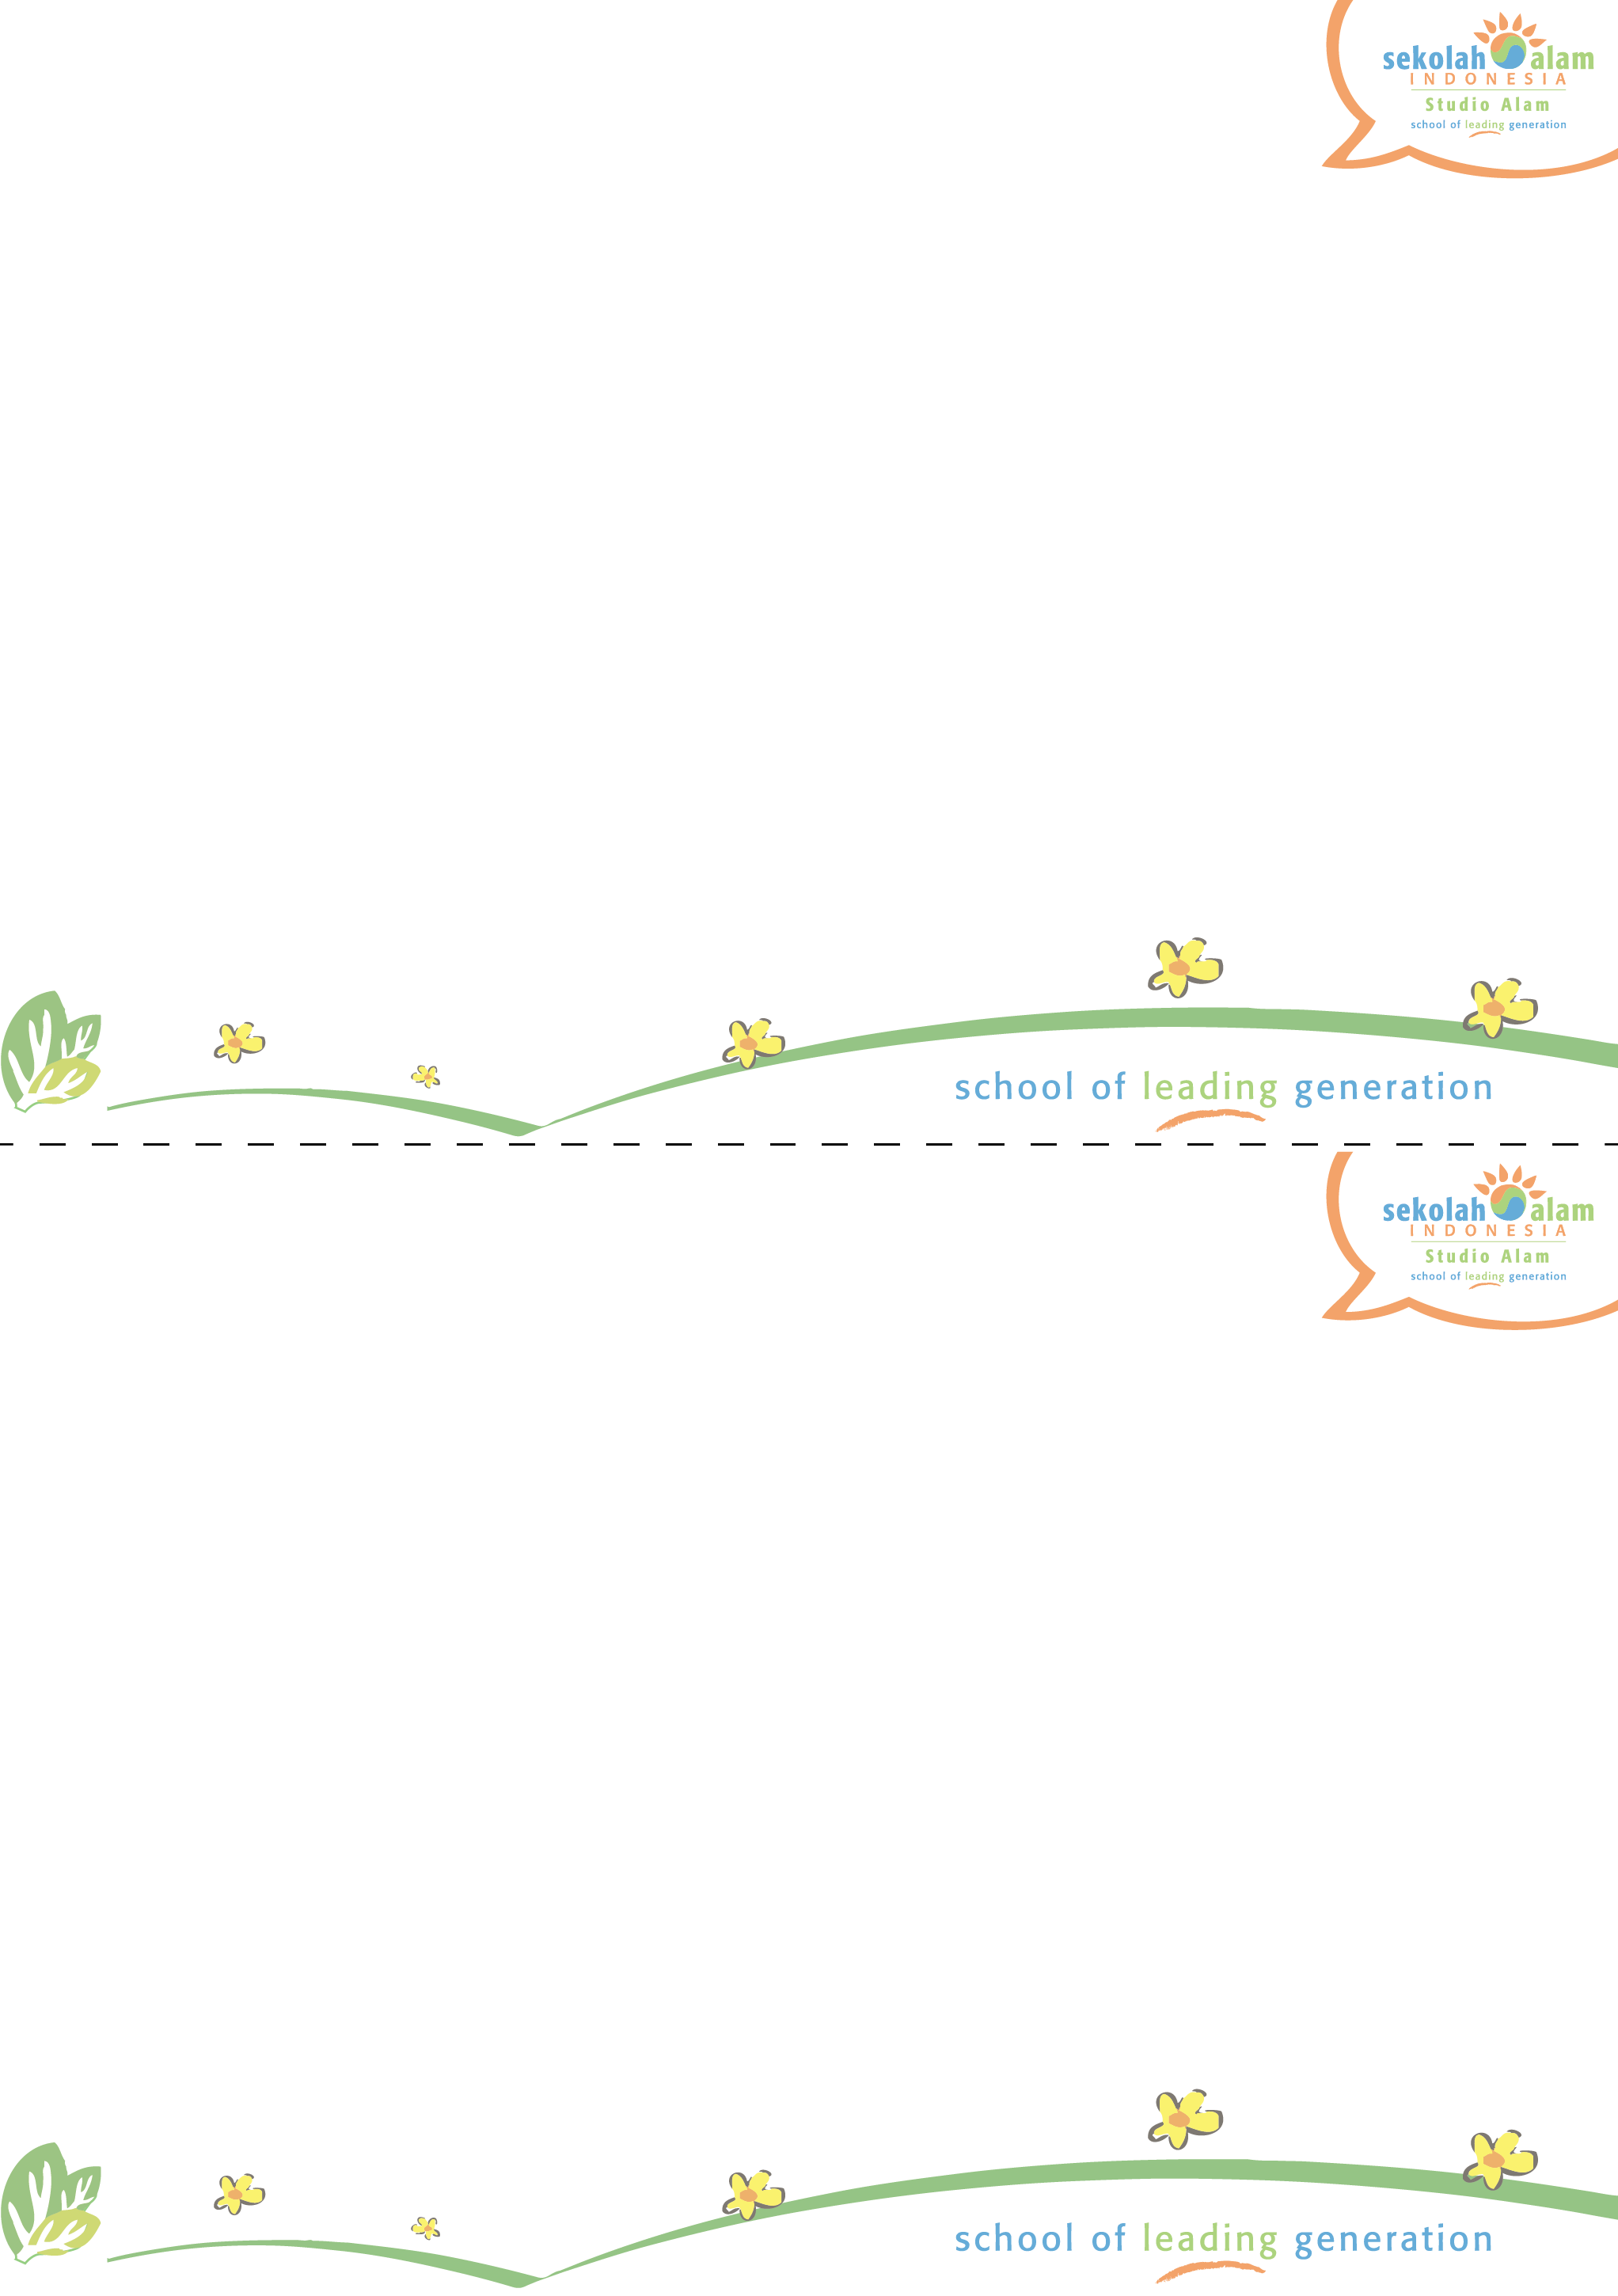 sekolah alam
INDONESIA
Studio Alam
school of leading generation
school of leading generation
sekolah alam
INDONESIA
Studio Alam
school of leading generation
school of leading generation